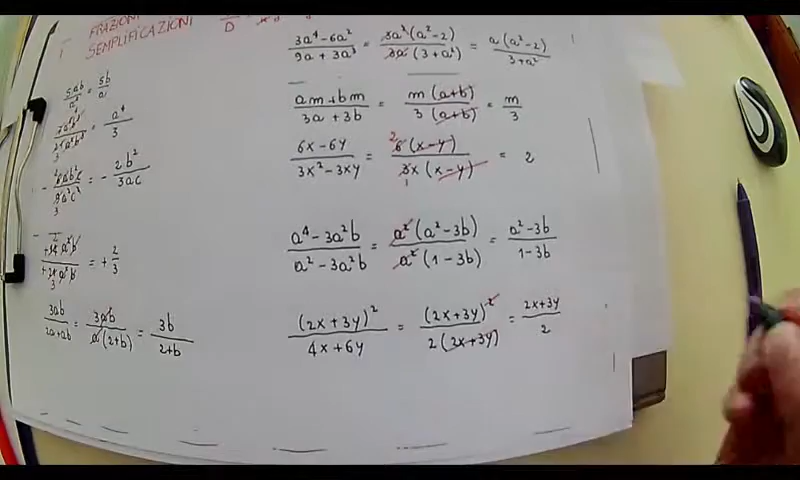 FRAZIONI
SEMPLIFICAZIONI
D
5ab/a² = 5b/a
a⁴/3
= - 2b²/3ac
= + 2/3
3ab/2a+ab = 3ab/a(2+b) = 3b/2+b
3a⁴-6a²/9a+3a³ = 3a²(a²-2)/3a(3+a²) = a(a²-2)/3+a²
am+bm/3a+3b = m(a+b)/3(a+b) = m/3
6x-6y/3x²-3xy = 6(x-y)/3x(x-y) = 2
a⁴-3a²b/a²-3a²b = a²(a²-3b)/a²(1-3b) = a²-3b/1-3b
(2x+3y)²/4x+6y = (2x+3y)²/2(2x+3y) = 2x+3y/2